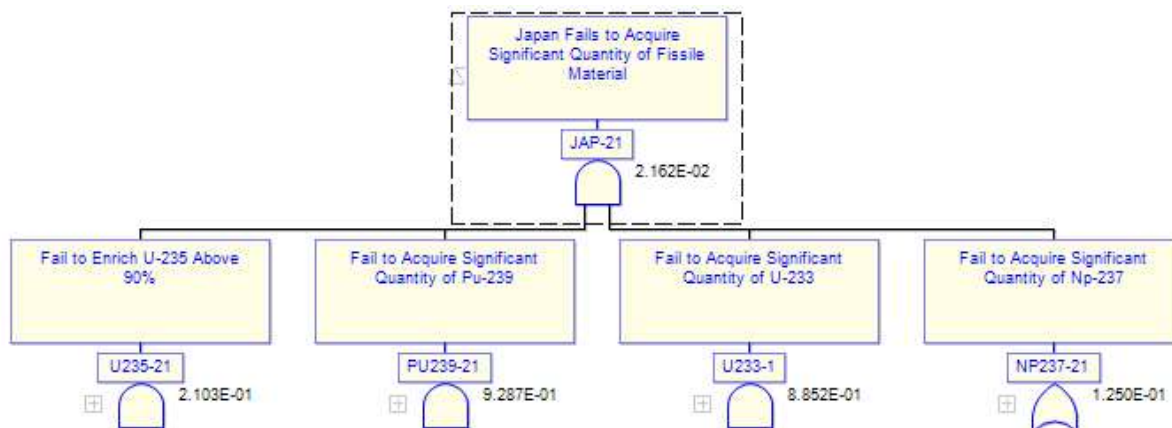 Japan Fails to Acquire
Significant Quantity of Fissile
Material
JAP-21
2.162E-02
Fail to Enrich U-235 Above
90%
U235-21
2.103E-01
Fail to Acquire Significant
Quantity of Pu-239
PU239-21
9.287E-01
Fail to Acquire Significant
Quantity of U-233
U233-1
8.852E-01
Fail to Acquire Significant
Quantity of Np-237
NP237-21
1.250E-01